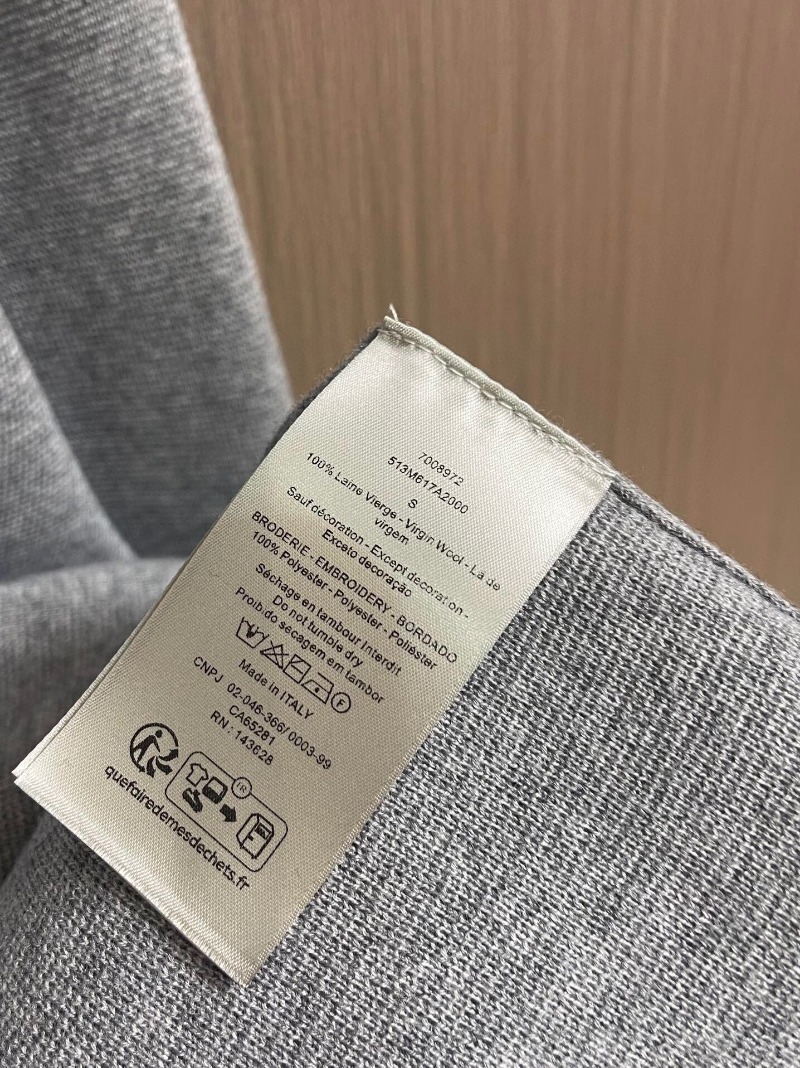 7008972
513M617A2000
S
100% Laine Vierge - Virgin Wool - Lã de
virgem
Sauf décoration - Except decoration -
Exceto decoração
BRODERIE - EMBROIDERY - BORDADO
100% Polyester - Polyester - Poliéster
Séchage en tambour interdit
Do not tumble dry
Proibido secagem em tambor
F
Made in ITALY
CNPJ 02-046-366/ 0003-99
CA65281
RN : 143628
FR
quefairedemesdechets.fr